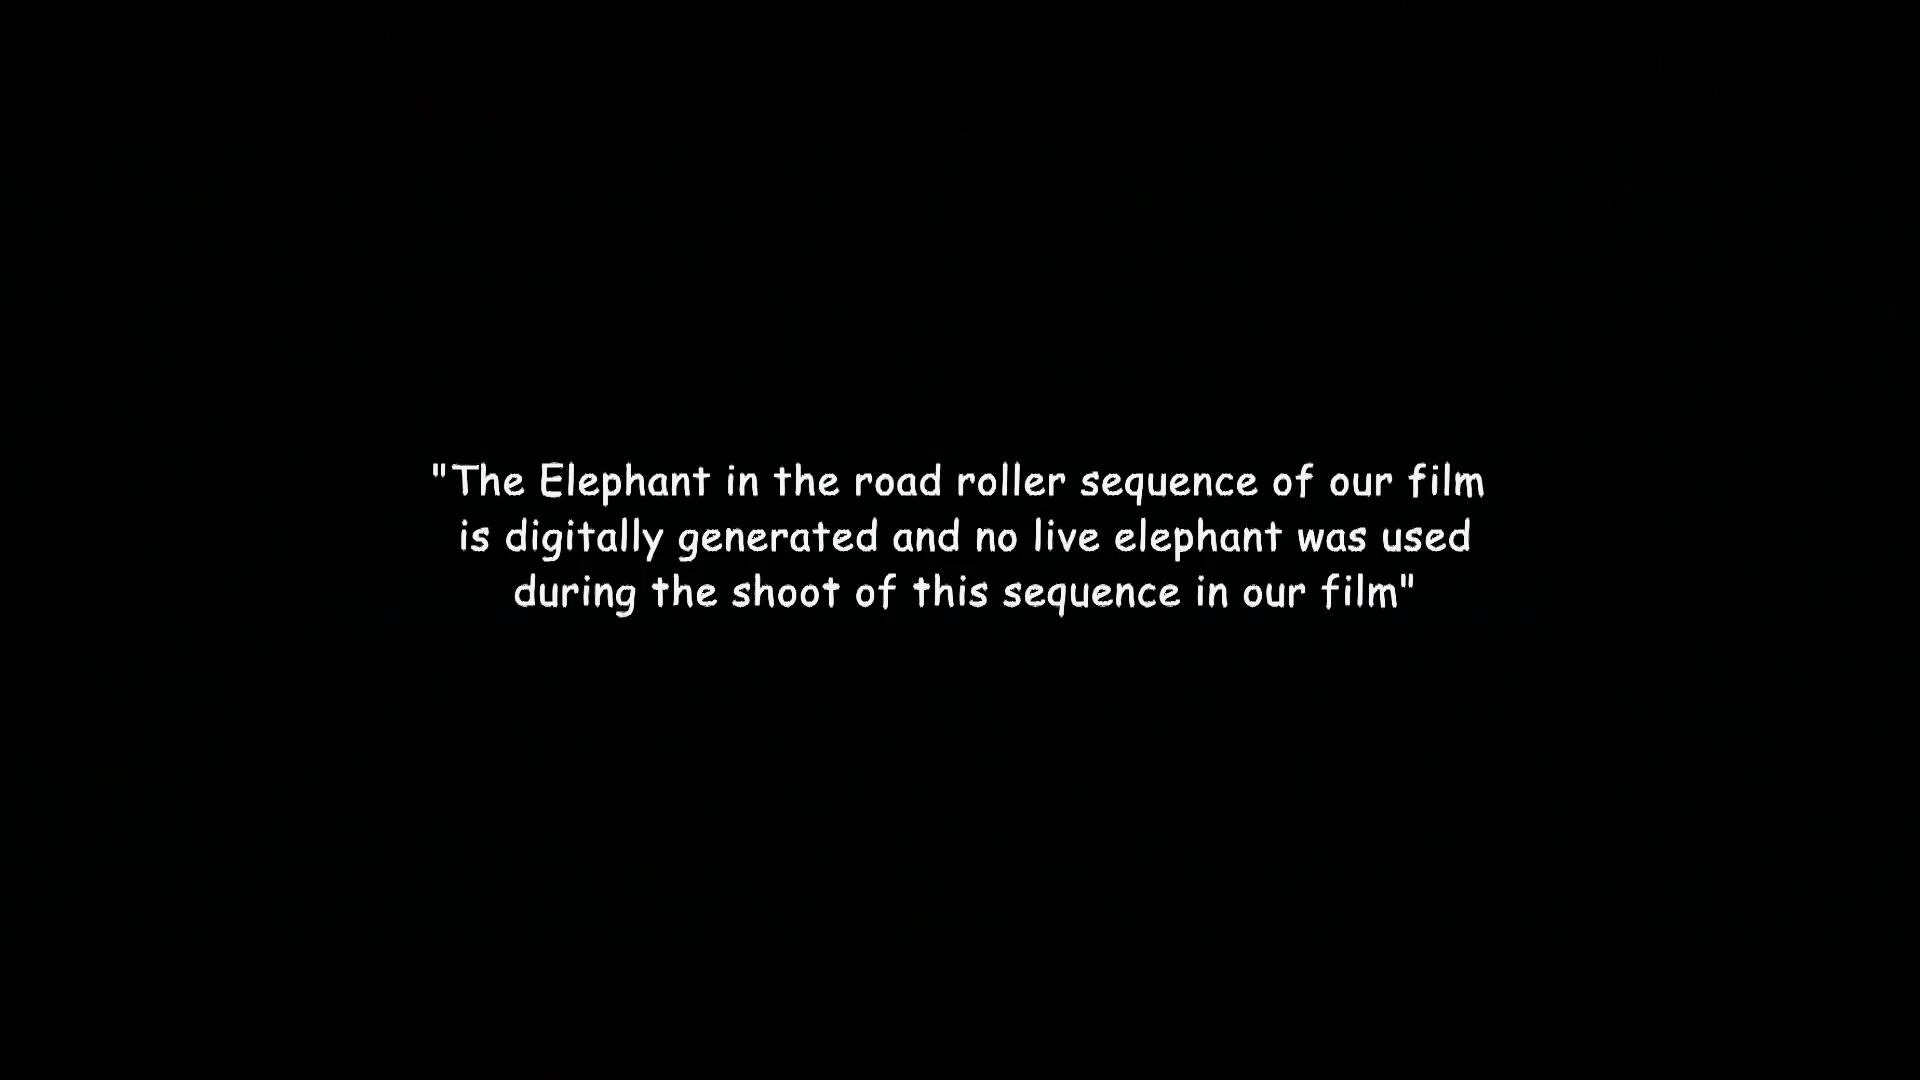 "The Elephant in the road roller sequence of our film
is digitally generated and no live elephant was used
during the shoot of this sequence in our film"